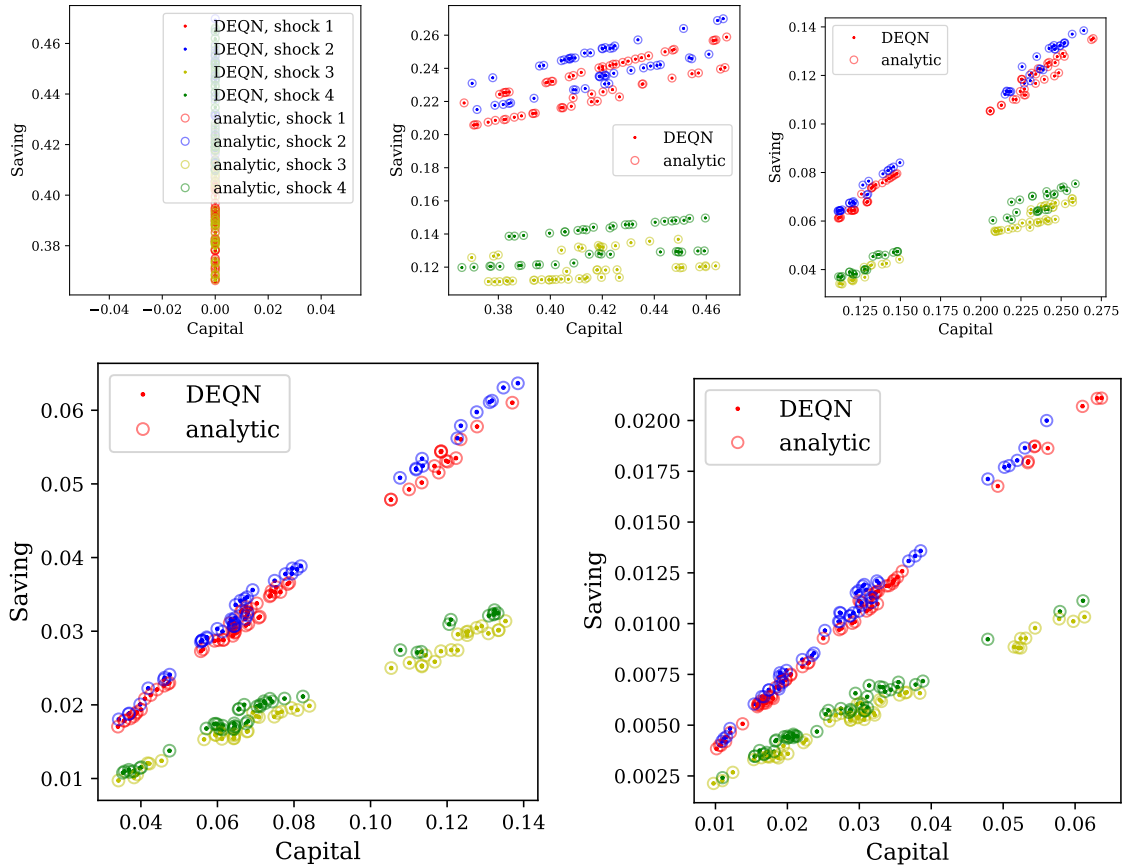 0.46
0.44
0.42
0.40
0.38
Saving
DEQN, shock 1
DEQN, shock 2
DEQN, shock 3
DEQN, shock 4
analytic, shock 1
analytic, shock 2
analytic, shock 3
analytic, shock 4
−0.04 −0.02 0.00 0.02 0.04
Capital
0.26
0.24
0.22
0.20
0.18
0.16
0.14
0.12
Saving
DEQN
analytic
0.38 0.40 0.42 0.44 0.46
Capital
0.14
0.12
0.10
0.08
0.06
0.04
Saving
DEQN
analytic
0.125 0.150 0.175 0.200 0.225 0.250 0.275
Capital
0.06
0.05
0.04
0.03
0.02
0.01
Saving
DEQN
analytic
0.04 0.06 0.08 0.10 0.12 0.14
Capital
0.0200
0.0175
0.0150
0.0125
0.0100
0.0075
0.0050
0.0025
Saving
DEQN
analytic
0.01 0.02 0.03 0.04 0.05 0.06
Capital